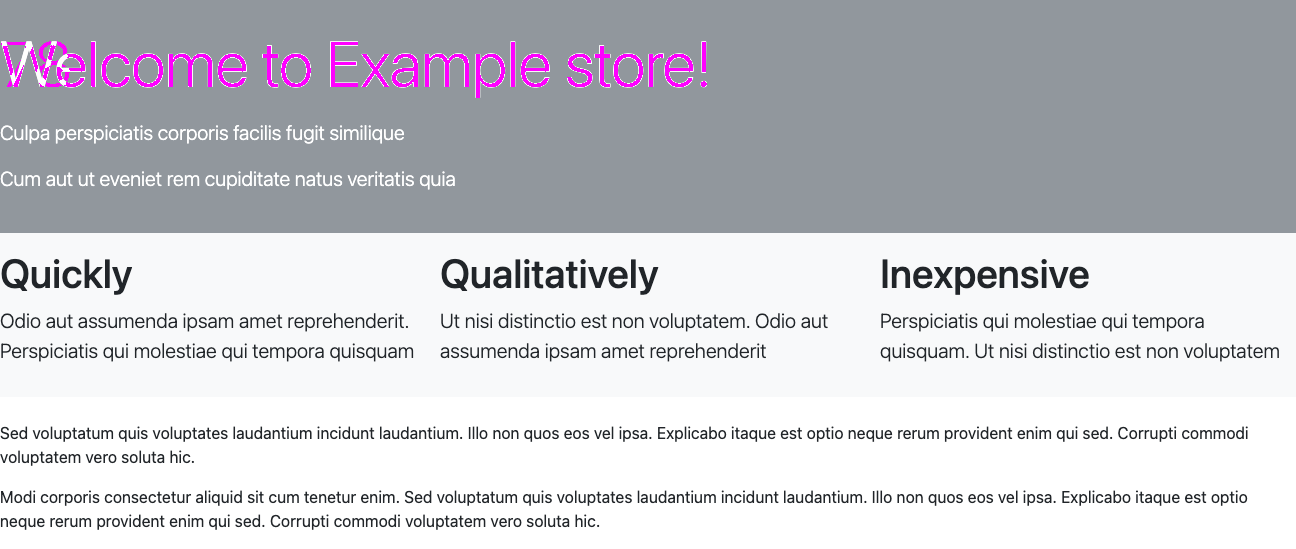 Welcome to Example store!
Culpa perspiciatis corporis facilis fugit similique
Cum aut ut eveniet rem cupiditate natus veritatis quia
Quickly
Odio aut assumenda ipsam amet reprehenderit.
Perspiciatis qui molestiae qui tempora quisquam
Qualitatively
Ut nisi distinctio est non voluptatem. Odio aut
assumenda ipsam amet reprehenderit
Inexpensive
Perspiciatis qui molestiae qui tempora
quisquam. Ut nisi distinctio est non voluptatem
Sed voluptatum quis voluptates laudantium incidunt laudantium. Illo non quos eos vel ipsa. Explicabo itaque est optio neque rerum provident enim qui sed. Corrupti commodi
voluptatem vero soluta hic.
Modi corporis consectetur aliquid sit cum tenetur enim. Sed voluptatum quis voluptates laudantium incidunt laudantium. Illo non quos eos vel ipsa. Explicabo itaque est optio
neque rerum provident enim qui sed. Corrupti commodi voluptatem vero soluta hic.